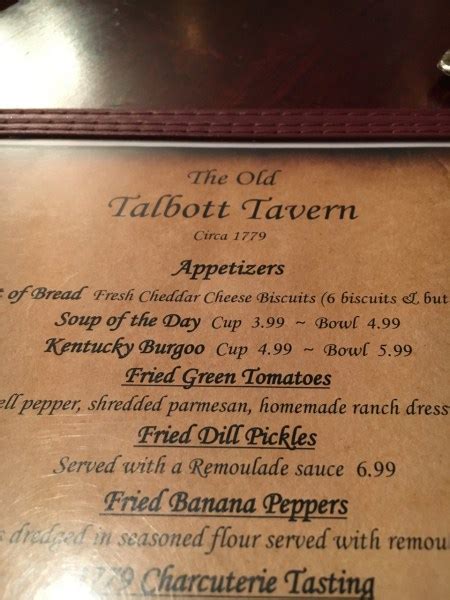 The Old
Talbott Tavern
Circa 1779
Appetizers
of Bread Fresh Cheddar Cheese Biscuits (6 biscuits & but
Soup of the Day Cup 3.99 ~ Bowl 4.99
Kentucky Burgoo Cup 4.99 ~ Bowl 5.99
Fried Green Tomatoes
ell pepper, shredded parmesan, homemade ranch dress
Fried Dill Pickles
Served with a Remoulade sauce 6.99
Fried Banana Peppers
s dredged in seasoned flour served with remou
1779 Charcuterie Tasting